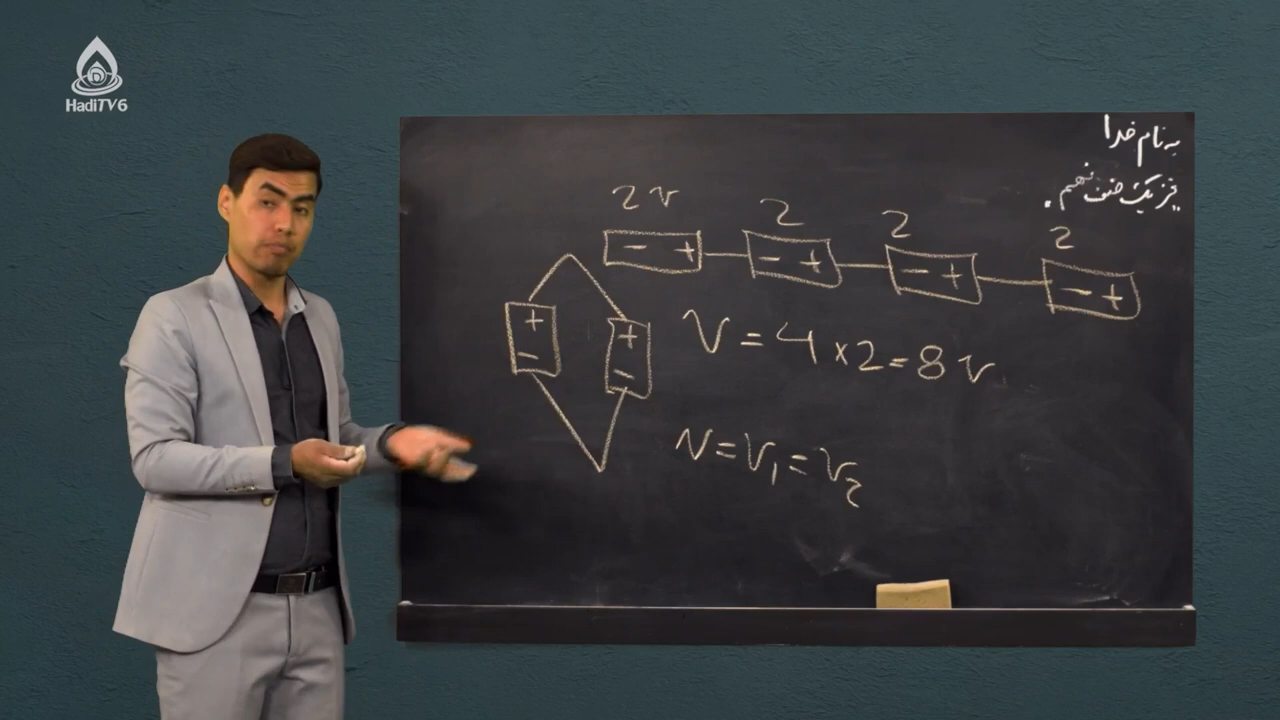 HadiTV6
به نام خدا
فزیک صنف نهم.
2 v 2 2 2
- + - + - + - +
+ +
- -
V = 4 × 2 = 8 v
V = V₁ = V₂